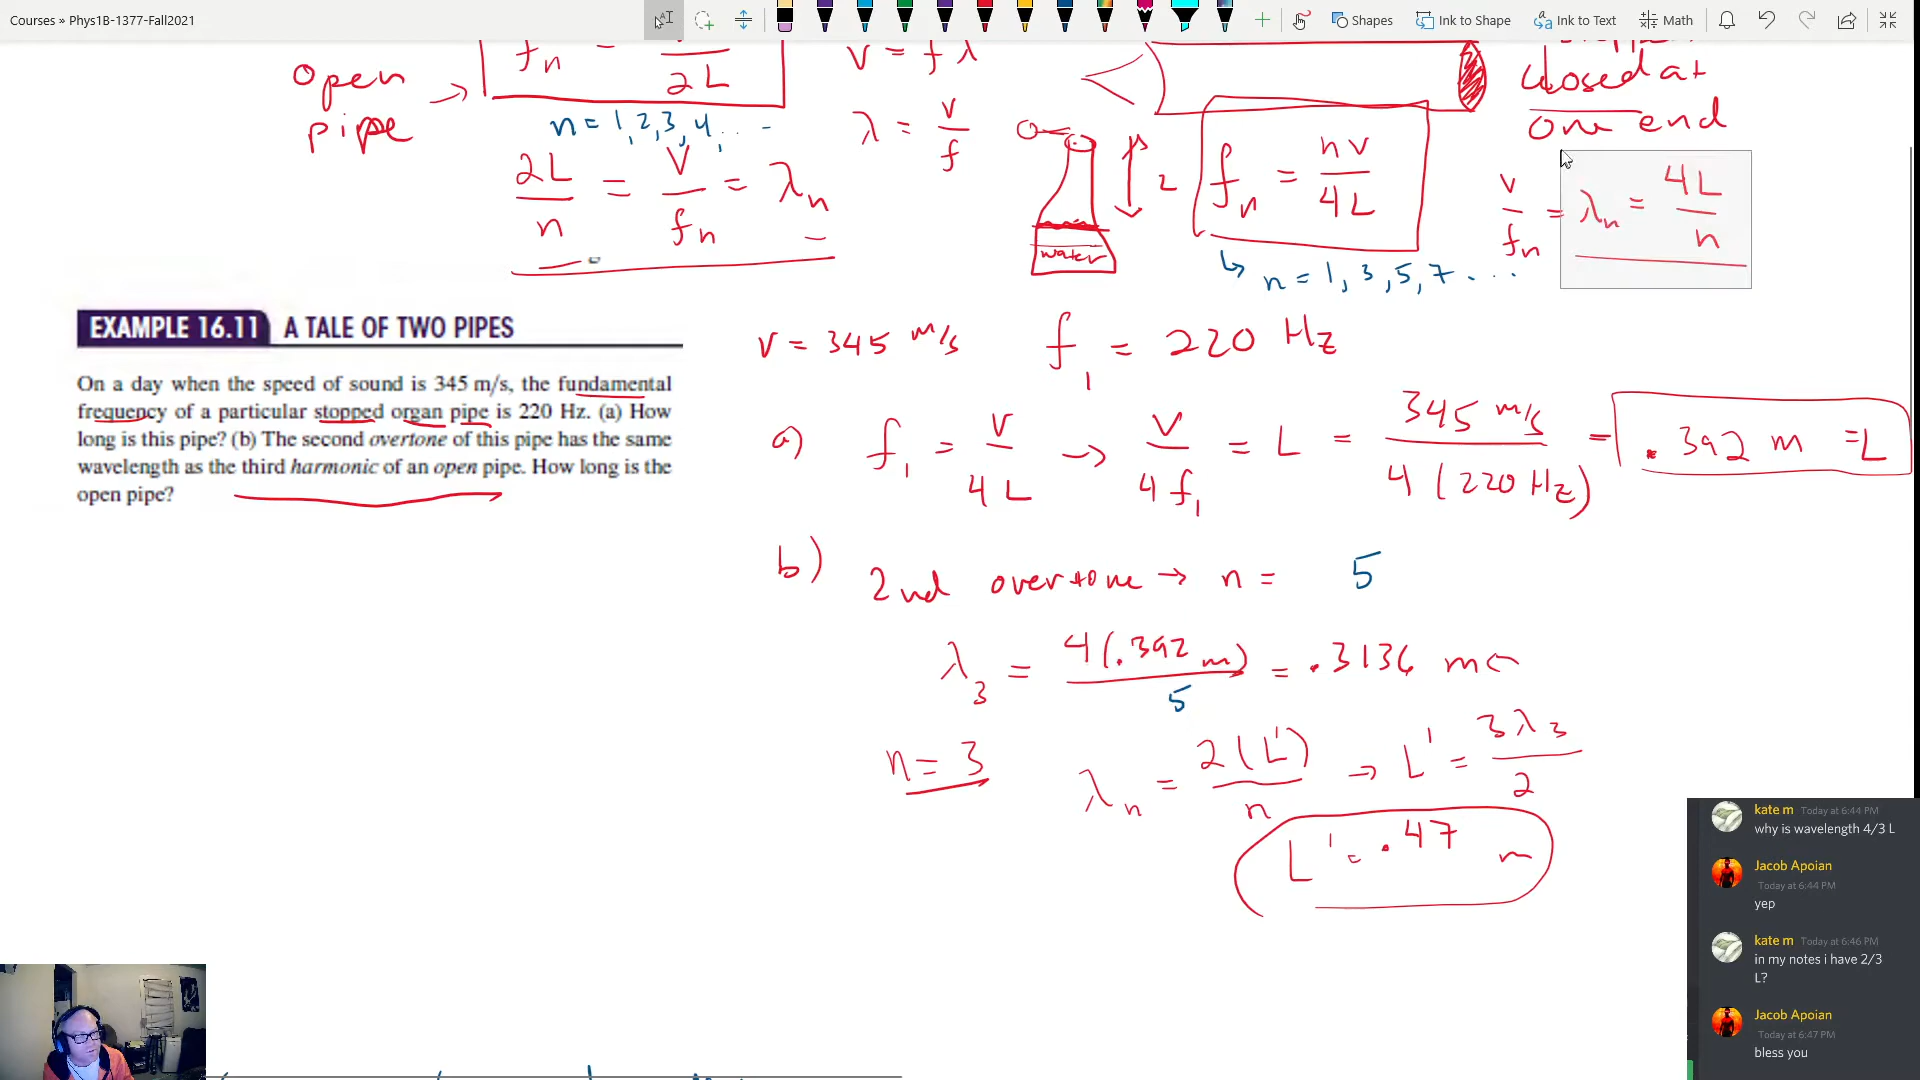 Courses » Phys1B-1377-Fall2021
Shapes
Ink to Shape
Ink to Text
Math
Open pipe →
fn = 2L
n = 1, 2, 3, 4, ...
2L/n = v/fn = λn
v = f λ
λ = v/f
L
water
fn = nv/4L
↳ n = 1, 3, 5, 7 ...
closed at
one end
v/fn = λn = 4L/n
EXAMPLE 16.11 A TALE OF TWO PIPES
On a day when the speed of sound is 345 m/s, the fundamental
frequency of a particular stopped organ pipe is 220 Hz. (a) How
long is this pipe? (b) The second overtone of this pipe has the same
wavelength as the third harmonic of an open pipe. How long is the
open pipe?
v = 345 m/s f1 = 220 Hz
a) f1 = v/4L → v/4f1 = L = 345 m/s / 4(220 Hz) = .392 m = L
b) 2nd overtone → n = 5
λ3 = 4(.392 m)/5 = .3136 m
n = 3 λn = 2(L')/n → L' = 3λ3/2
L' = .47 m
kate m Today at 6:44 PM
why is wavelength 4/3 L
Jacob Apoian
Today at 6:44 PM
yep
kate m Today at 6:46 PM
in my notes i have 2/3
L?
Jacob Apoian
Today at 6:47 PM
bless you